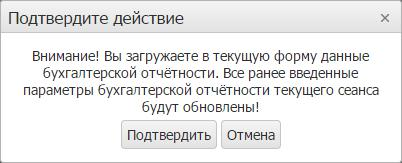 Подтвердите действие
Внимание! Вы загружаете в текущую форму данные
бухгалтерской отчётности. Все ранее введенные
параметры бухгалтерской отчётности текущего сеанса
будут обновлены!
Подтвердить Отмена